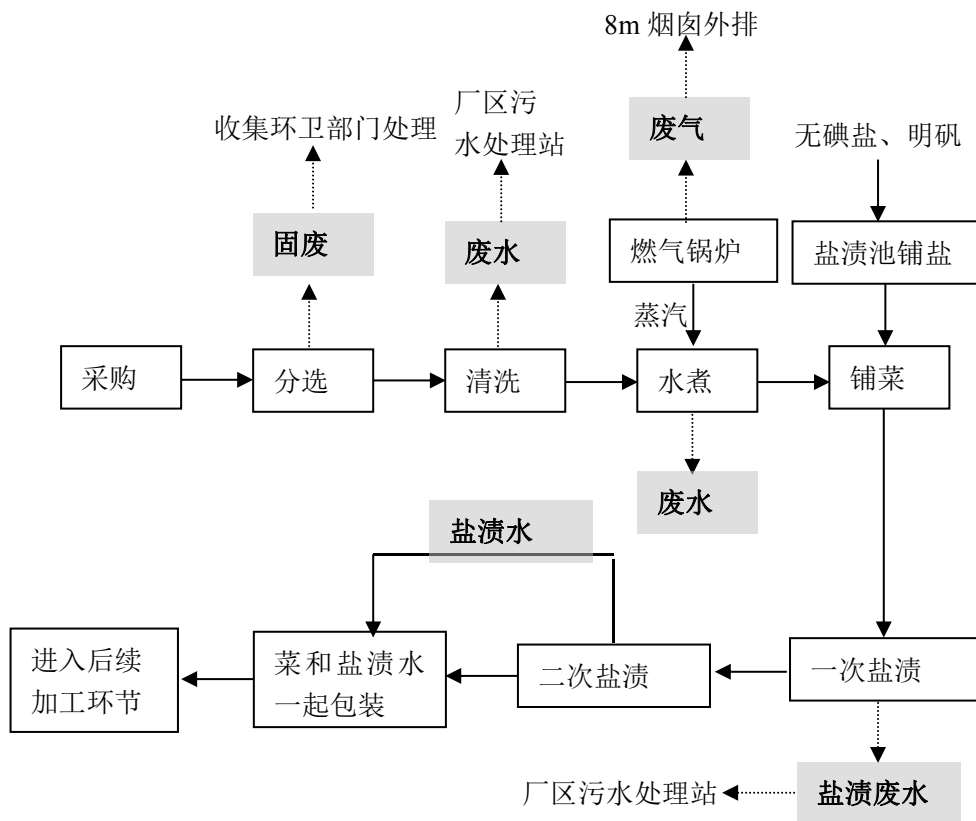 8m 烟囱外排
厂区污
水处理站
收集环卫部门处理
废气
无碘盐、明矾
固废
废水
燃气锅炉
盐渍池铺盐
蒸汽
采购
分选
清洗
水煮
铺菜
废水
盐渍水
进入后续
加工环节
菜和盐渍水
一起包装
二次盐渍
一次盐渍
厂区污水处理站
盐渍废水